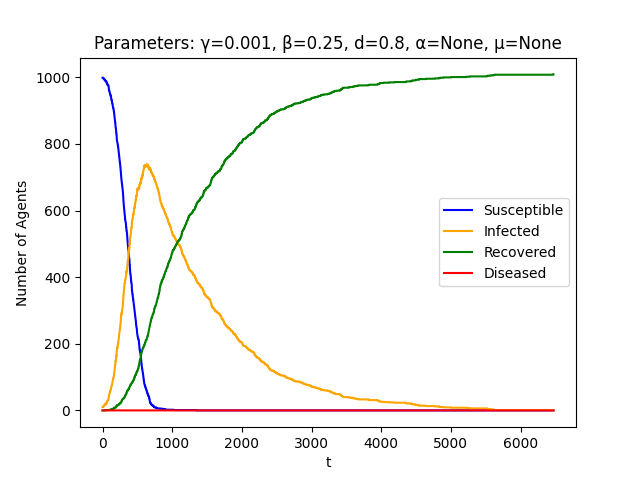 Parameters: γ=0.001, β=0.25, d=0.8, α=None, μ=None
Number of Agents
1000
800
600
400
200
0
Susceptible
Infected
Recovered
Diseased
0 1000 2000 3000 4000 5000 6000
t